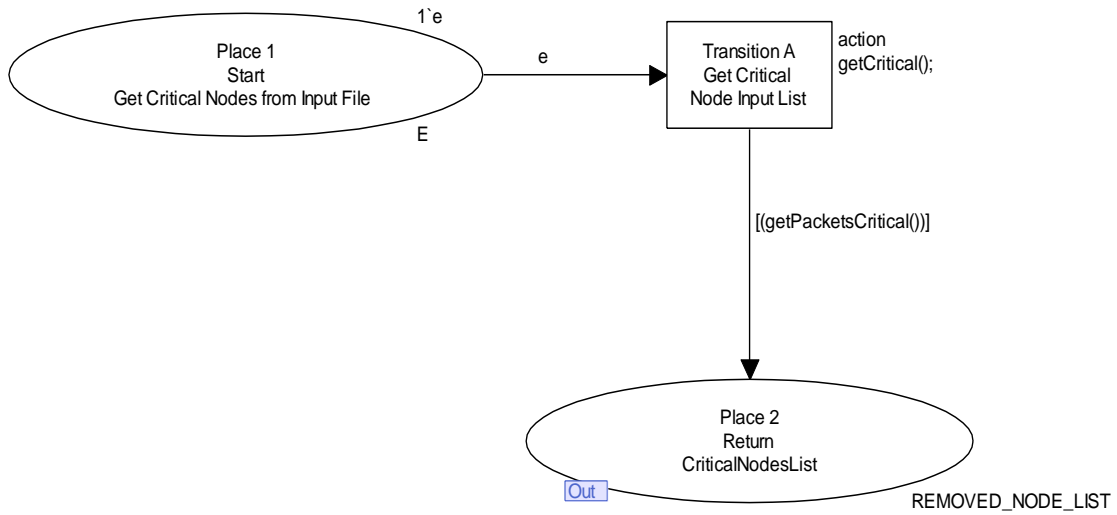 1`e
Place 1
Start
Get Critical Nodes from Input File
E
e
Transition A
Get Critical
Node Input List
action
getCritical();
[(getPacketsCritical())]
Place 2
Return
CriticalNodesList
Out
REMOVED_NODE_LIST